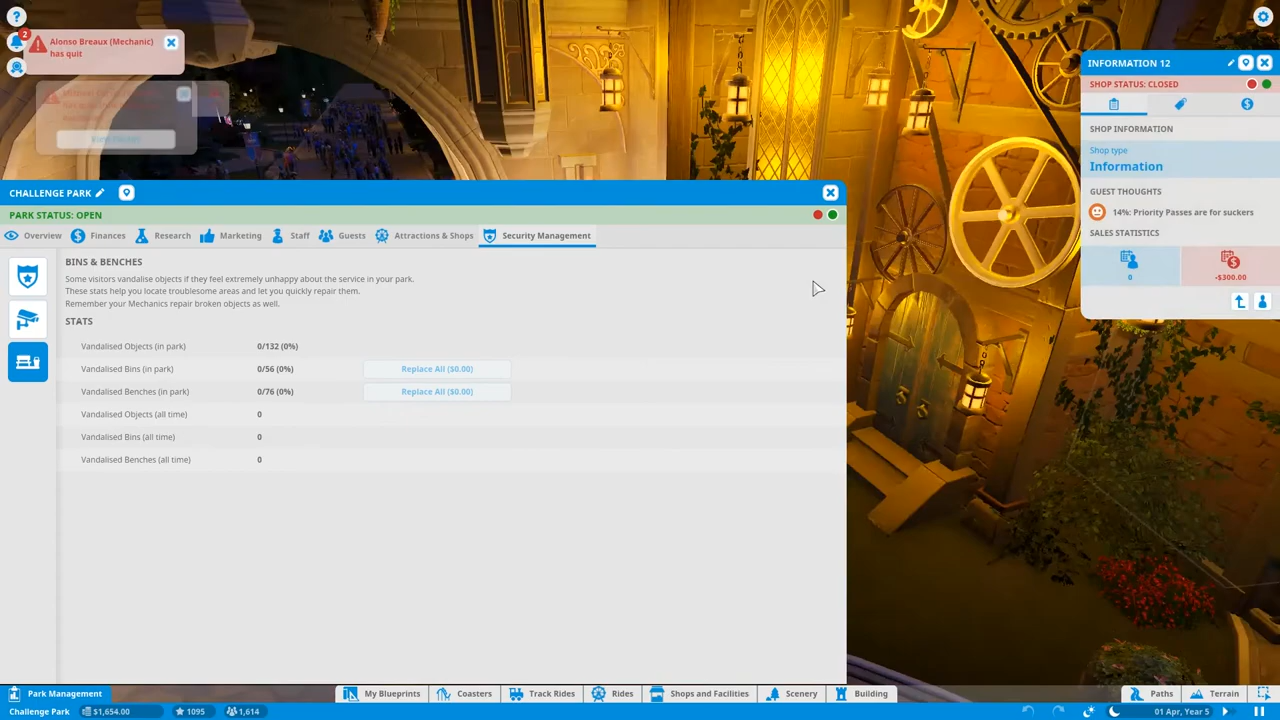 2
Alonso Breaux (Mechanic)
has quit
CHALLENGE PARK
PARK STATUS: OPEN
Overview
Finances
Research
Marketing
Staff
Guests
Attractions & Shops
Security Management
BINS & BENCHES
Some visitors vandalise objects if they feel extremely unhappy about the service in your park.
These stats help you locate troublesome areas and let you quickly repair them.
Remember your Mechanics repair broken objects as well.
STATS
Vandalised Objects (in park) 0/132 (0%)
Vandalised Bins (in park) 0/56 (0%) Replace All ($0.00)
Vandalised Benches (in park) 0/76 (0%) Replace All ($0.00)
Vandalised Objects (all time) 0
Vandalised Bins (all time) 0
Vandalised Benches (all time) 0
INFORMATION 12
SHOP STATUS: CLOSED
SHOP INFORMATION
Shop type
Information
GUEST THOUGHTS
14%: Priority Passes are for suckers
SALES STATISTICS
0
-$300.00
Park Management
My Blueprints
Coasters
Track Rides
Rides
Shops and Facilities
Scenery
Building
Paths
Terrain
Challenge Park
$1,654.00
1095
1,614
01 Apr, Year 5